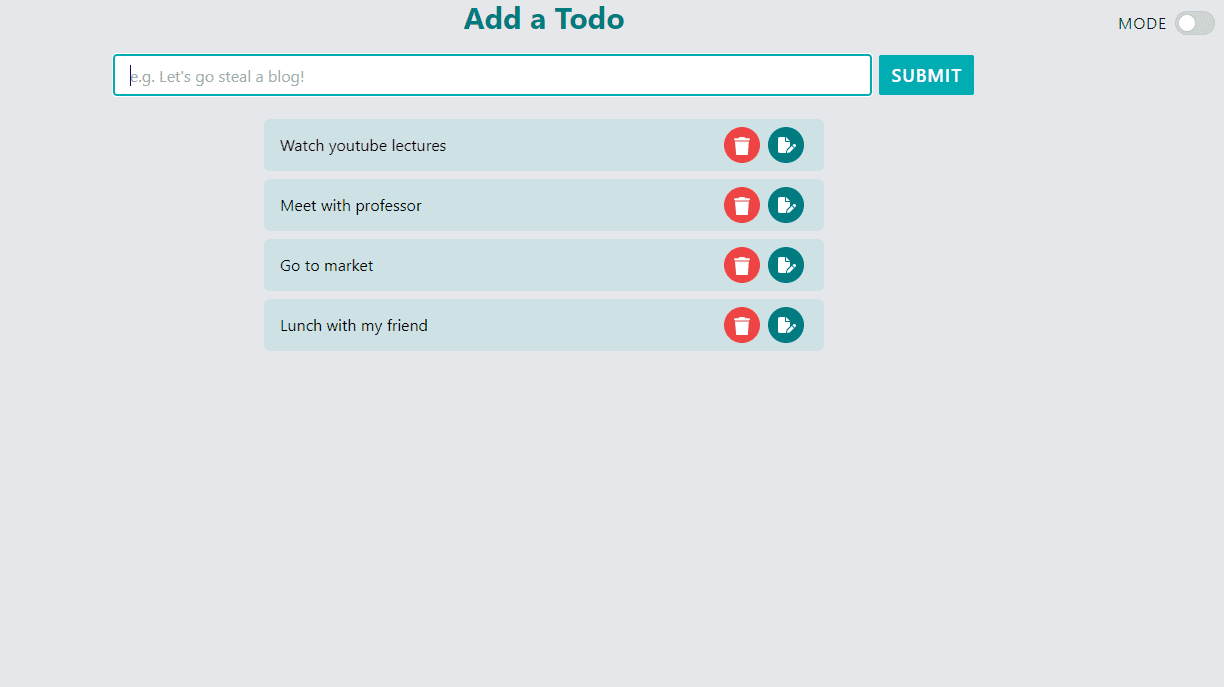 Add a Todo
MODE
e.g. Let's go steal a blog!
SUBMIT
Watch youtube lectures
Meet with professor
Go to market
Lunch with my friend